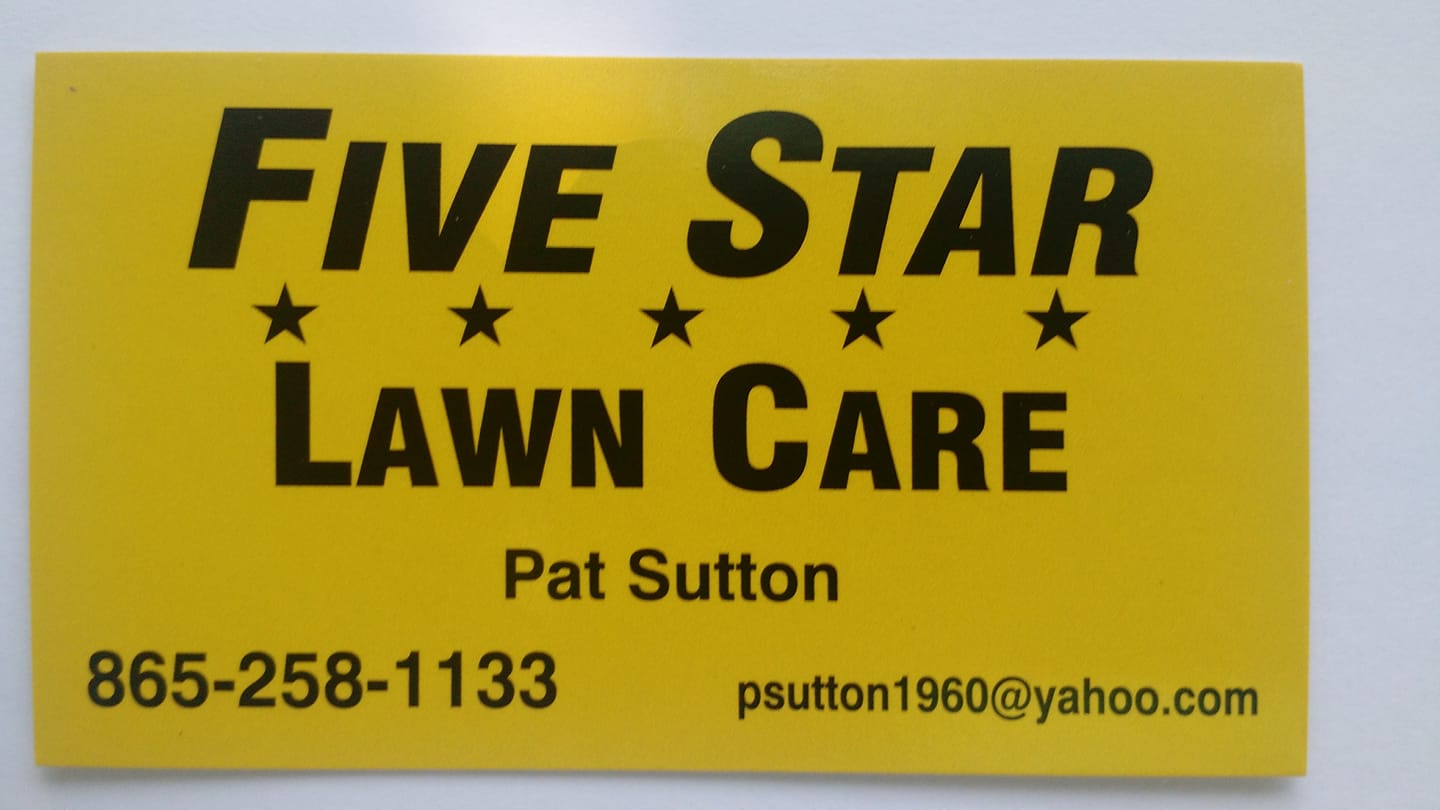 FIVE STAR
★ ★ ★ ★ ★
LAWN CARE
Pat Sutton
865-258-1133
psutton1960@yahoo.com